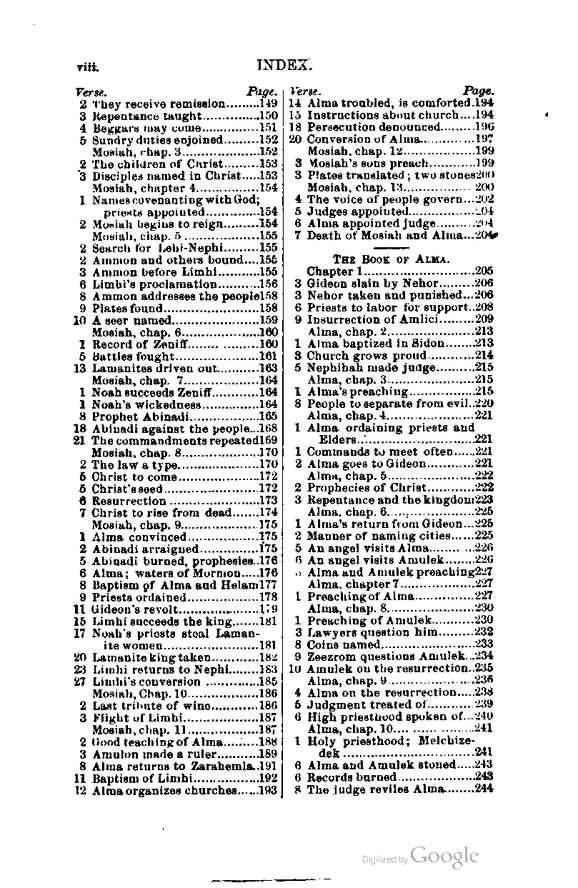 viii. INDEX.
Verse. Page.
2 They receive remission.........149
3 Repentance taught...............150
4 Beggars may come...............151
5 Sundry duties enjoined.........152
Mosiah, chap. 3...................152
2 The children of Christ.........153
3 Disciples named in Christ.....153
Mosiah, chapter 4...............154
1 Names covenanting with God;
priests appointed..............154
2 Mosiah begins to reign.........154
Mosiah, chap. 5 ..................155
2 Search for Lehi-Nephi.........155
2 Ammon and others bound....155
3 Ammon before Limhi............155
6 Limhi's proclamation...........156
8 Ammon addresses the people158
9 Plates found.......................158
10 A seer named.....................159
Mosiah, chap. 6...................160
1 Record of Zeniff....... .........160
5 Battles fought.....................161
13 Lamanites driven out...........163
Mosiah, chap. 7..................164
1 Noah succeeds Zeniff............164
1 Noah's wickedness..............164
8 Prophet Abinadi..................165
18 Abinadi against the people...168
21 The commandments repeated169
Mosiah, chap. 8...................170
2 The law a type....................170
5 Christ to come....................172
5 Christ's seed.......................172
6 Resurrection ......................173
7 Christ to rise from dead.......174
Mosiah, chap. 9.................. 175
1 Alma convinced..................175
2 Abinadi arraigned...............175
5 Abinadi burned, prophesies..176
6 Alma; waters of Mormon.....176
8 Baptism of Alma and Helam177
9 Priests ordained..................178
11 Gideon's revolt....................179
15 Limhi succeeds the king.......181
17 Noah's priests steal Laman-
ite women........................181
20 Lamanite king taken...........182
23 Limhi returns to Nephi........183
27 Limhi's conversion .............185
Mosiah, Chap. 10.................186
2 Last tribute of wine.............186
3 Flight of Limhi...................187
Mosiah, chap. 11.................187
2 Good teaching of Alma.........188
3 Amulon made a ruler...........189
8 Alma returns to Zarahemla..191
11 Baptism of Limhi................192
12 Alma organizes churches......193
Verse. Page.
14 Alma troubled, is comforted.194
15 Instructions about church....194
18 Persecution denounced........196
20 Conversion of Alma.............197
Mosiah, chap. 12.................199
3 Mosiah's sons preach...........199
3 Plates translated; two stones200
Mosiah, chap. 13................ 200
4 The voice of people govern...202
5 Judges appointed.................204
6 Alma appointed judge..........204
7 Death of Mosiah and Alma...204
THE BOOK OF ALMA.
Chapter 1...........................205
3 Gideon slain by Nehor.........206
3 Nehor taken and punished...206
6 Priests to labor for support..208
9 Insurrection of Amlici..........209
Alma, chap. 2.....................213
1 Alma baptized in Sidon.......213
3 Church grows proud...........214
5 Nephihah made judge.........215
Alma, chap. 3.....................215
1 Alma's preaching................215
8 People to separate from evil..220
Alma, chap. 4.....................221
1 Alma ordaining priests and
Elders............................221
1 Commands to meet often.....221
2 Alma goes to Gideon...........221
Alma, chap. 5.....................222
2 Prophecies of Christ............222
3 Repentance and the kingdom223
Alma, chap. 6.....................225
1 Alma's return from Gideon...225
2 Manner of naming cities......225
5 An angel visits Alma....... ...226
6 An angel visits Amulek........226
Alma and Amulek preaching227
Alma, chapter 7..................227
1 Preaching of Alma..............227
Alma, chap. 8.....................230
1 Preaching of Amulek...........230
3 Lawyers question him.........232
8 Coins named......................233
9 Zeezrom questions Amulek...234
10 Amulek on the resurrection..235
Alma, chap. 9 ....................236
4 Alma on the resurrection.....238
5 Judgment treated of............239
6 High priesthood spoken of...240
Alma, chap. 10.... ...............241
1 Holy priesthood; Melchize-
dek ................................241
6 Alma and Amulek stoned.....243
6 Records burned...................243
8 The judge reviles Alma........244
Digitized by Google